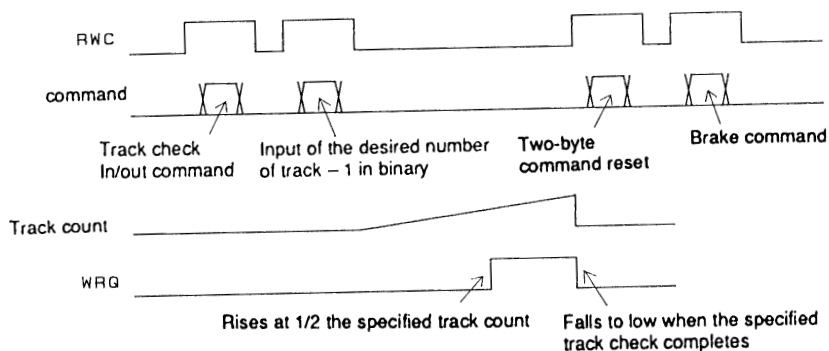 RWC
command
Track check
In/out command
Input of the desired number
of track – 1 in binary
Two-byte
command reset
Brake command
Track count
WRQ
Rises at 1/2 the specified track count
Falls to low when the specified
track check completes